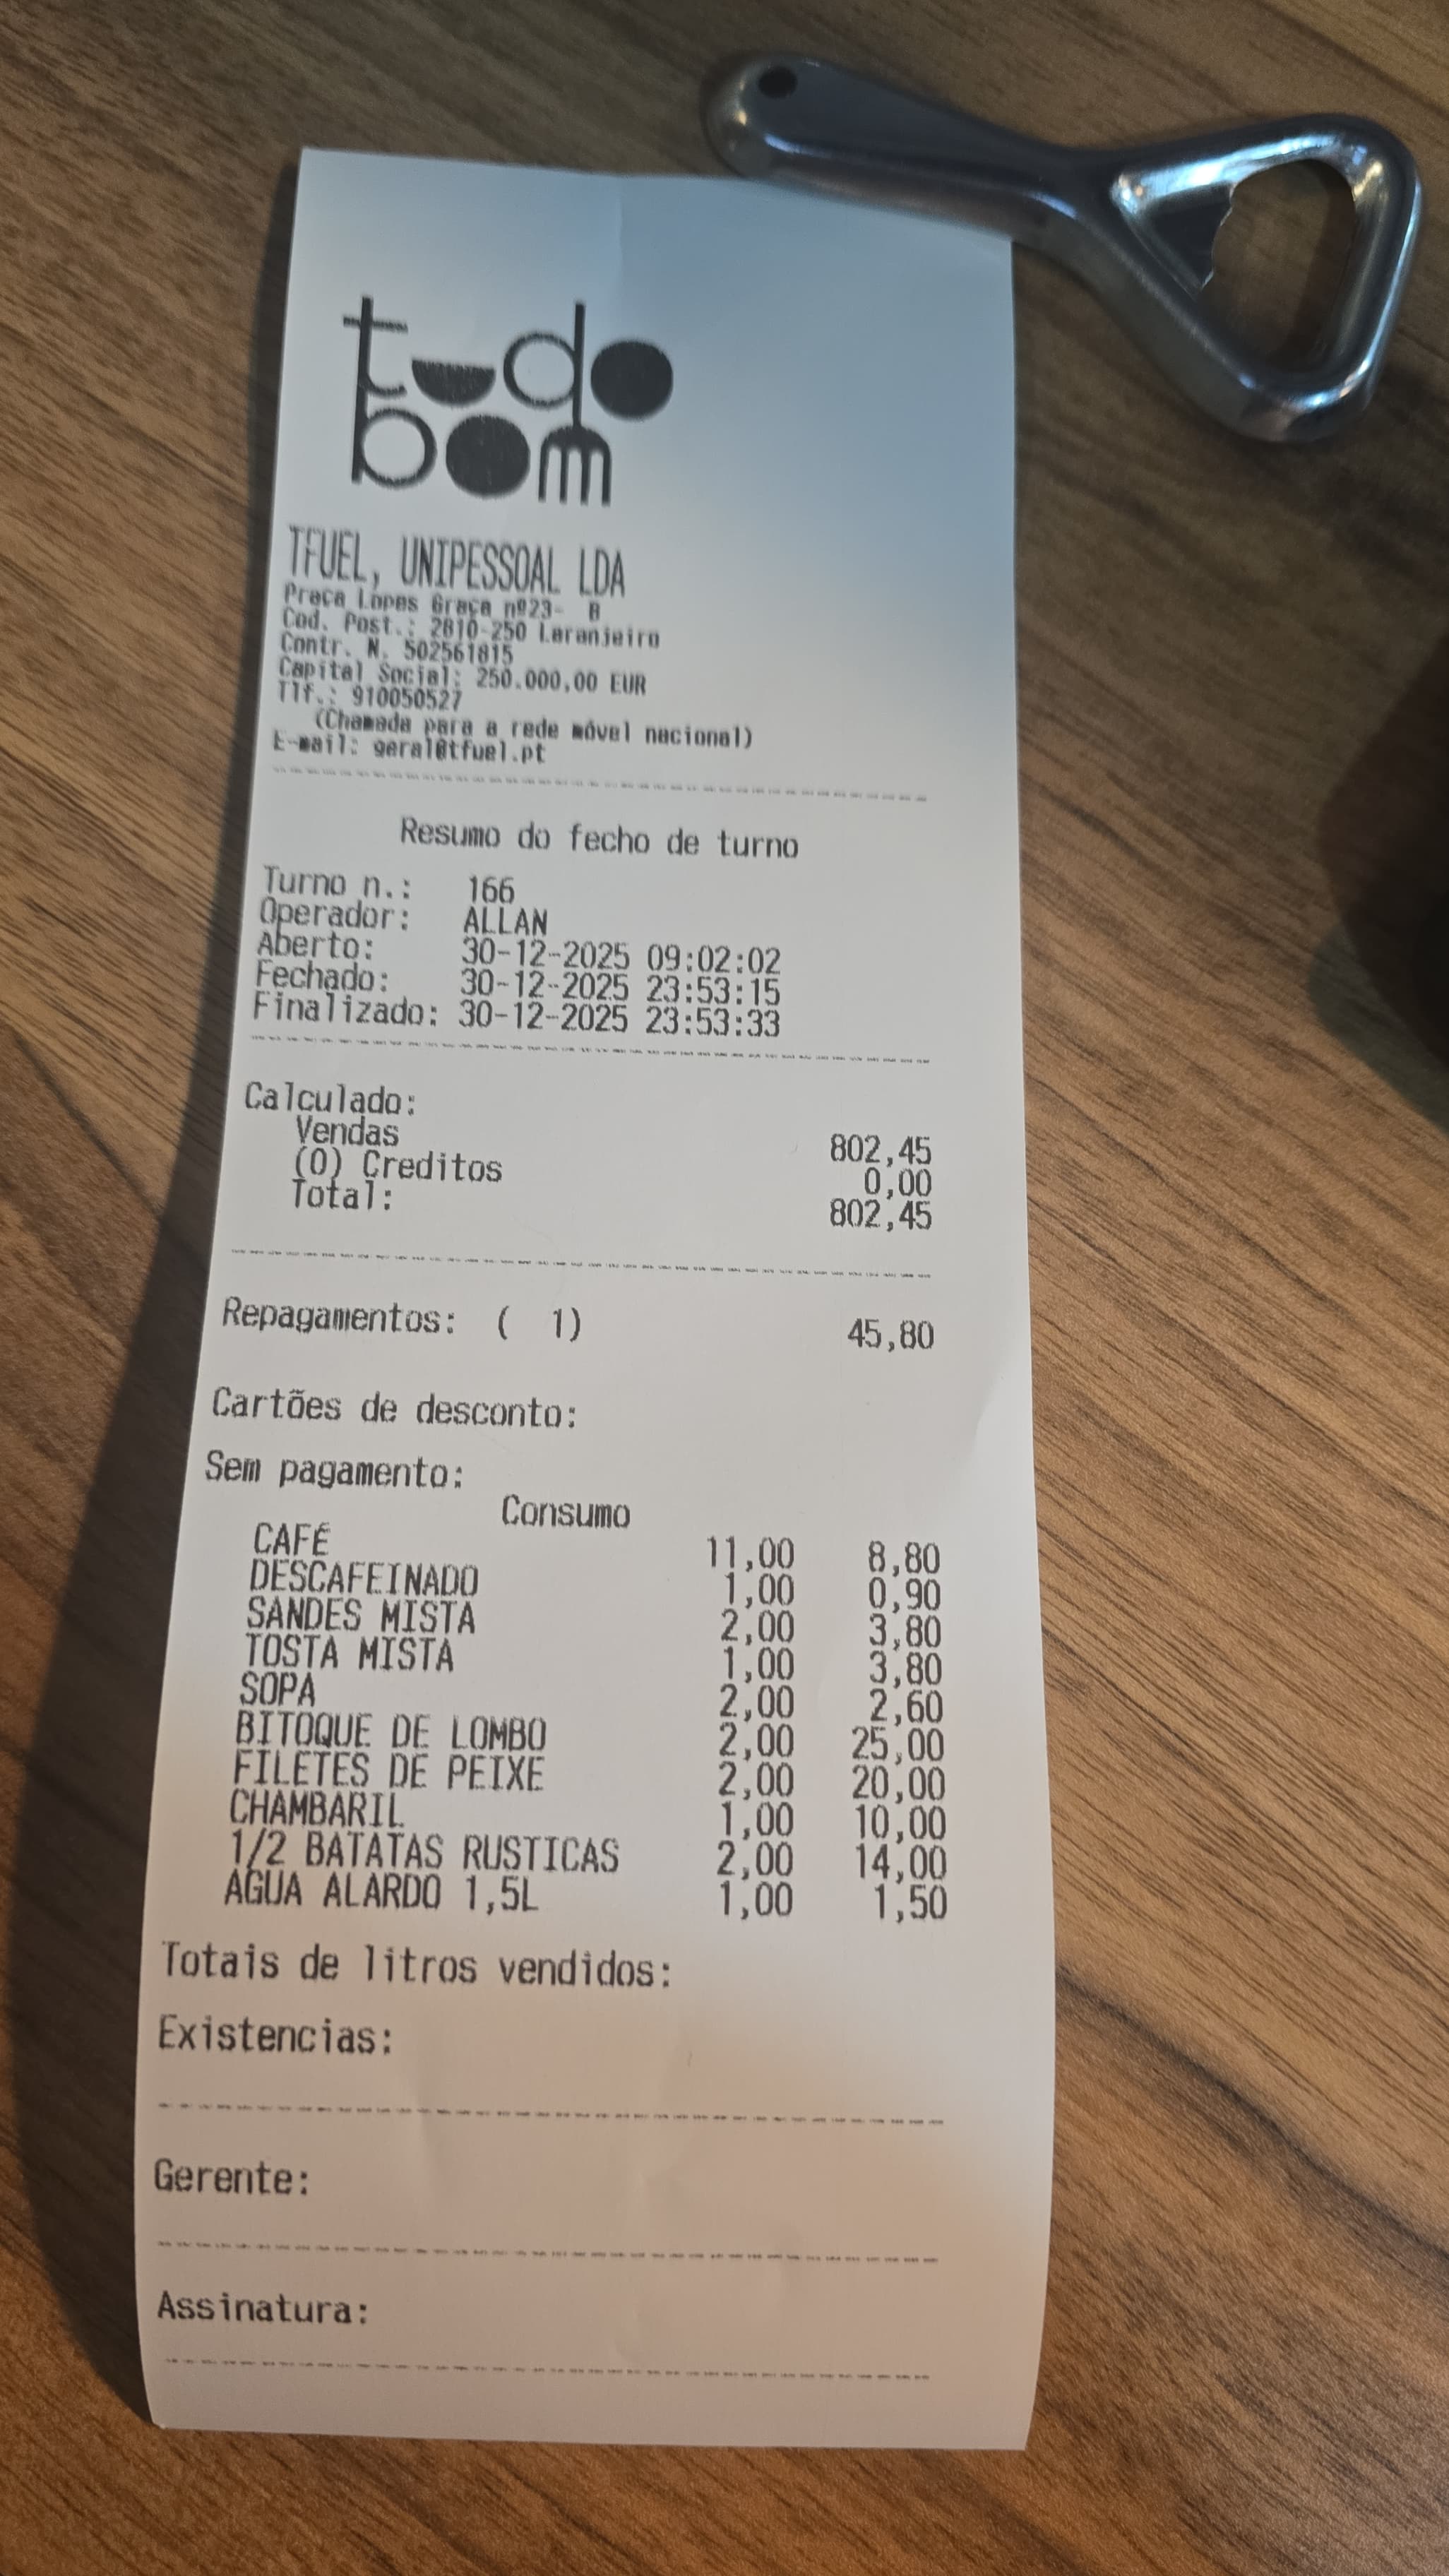 tudo
bom
TFUEL, UNIPESSOAL LDA
Praça Lopes Graça nº23- B
Cod. Post.: 2810-250 Laranjeiro
Contr. N. 502561815
Capital Social: 250.000,00 EUR
Tlf.: 910050527
(Chamada para a rede móvel nacional)
E-mail: geral@tfuel.pt
Resumo do fecho de turno
Turno n.: 166
Operador: ALLAN
Aberto: 30-12-2025 09:02:02
Fechado: 30-12-2025 23:53:15
Finalizado: 30-12-2025 23:53:33
Calculado:
Vendas 802,45
(0) Creditos 0,00
Total: 802,45
Repagamentos: ( 1) 45,80
Cartões de desconto:
Sem pagamento:
Consumo
CAFÉ 11,00 8,80
DESCAFEINADO 1,00 0,90
SANDES MISTA 2,00 3,80
TOSTA MISTA 1,00 3,80
SOPA 2,00 2,60
BITOQUE DE LOMBO 2,00 25,00
FILETES DE PEIXE 2,00 20,00
CHAMBARIL 1,00 10,00
1/2 BATATAS RUSTICAS 2,00 14,00
AGUA ALARDO 1,5L 1,00 1,50
Totais de litros vendidos:
Existencias:
Gerente:
Assinatura: